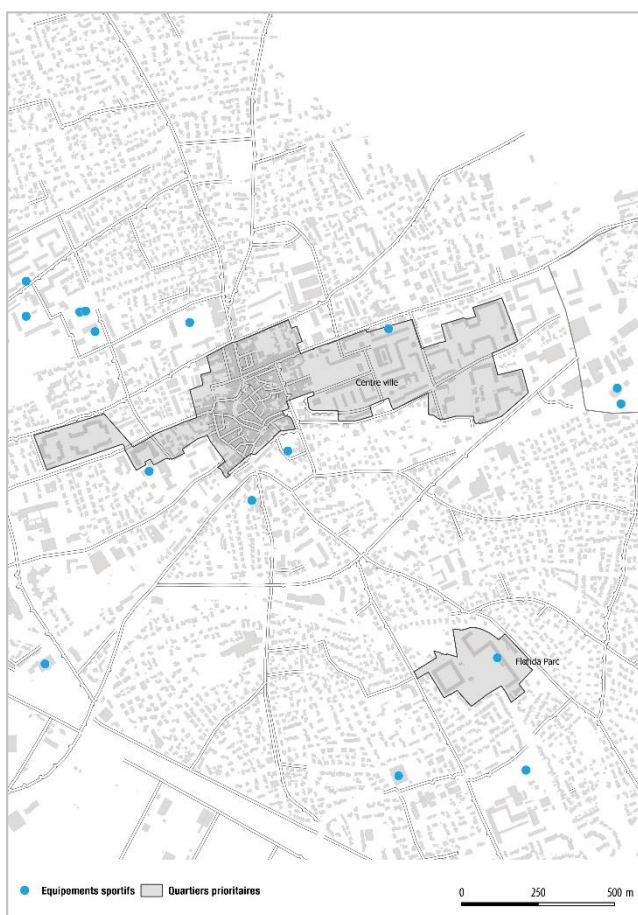 Centre ville
Florida Parc
Equipements sportifs
Quartiers prioritaires
0 250 500 m